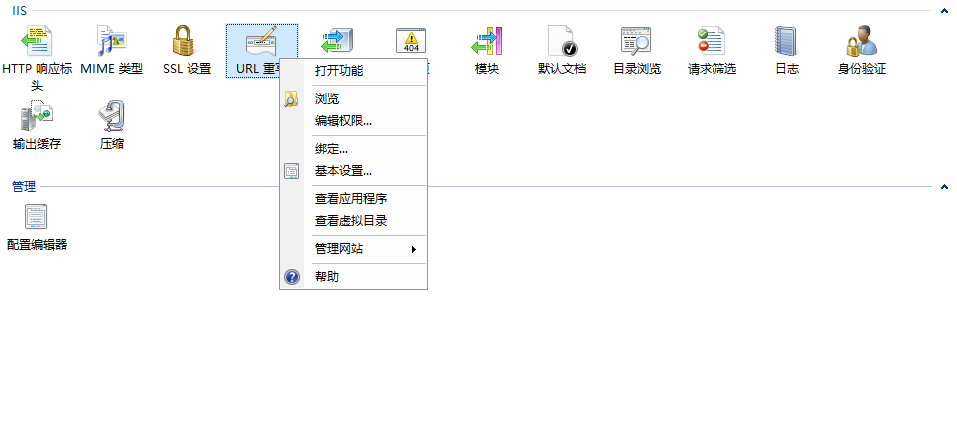 IIS
HTTP 响应标头
MIME 类型
SSL 设置
URL 重
404
模块
默认文档
目录浏览
请求筛选
日志
身份验证
输出缓存
压缩
打开功能
浏览
编辑权限...
绑定...
基本设置...
查看应用程序
查看虚拟目录
管理网站
帮助
管理
配置编辑器